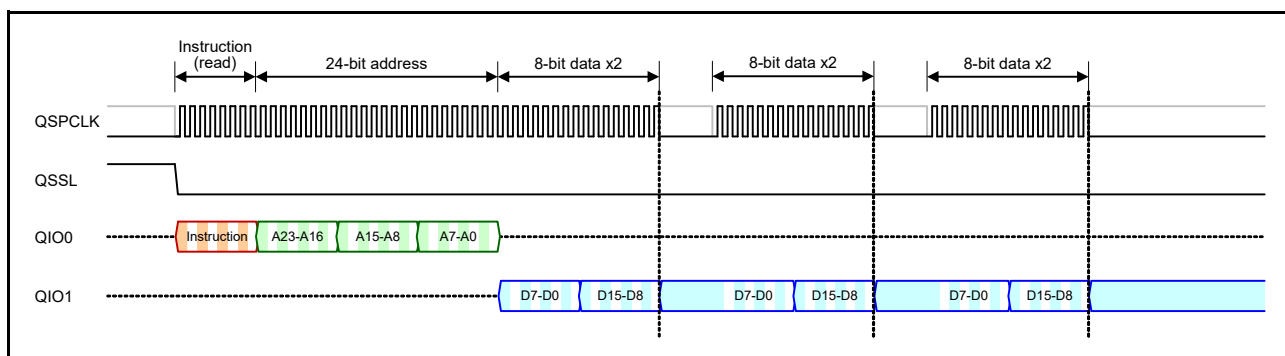 Instruction
(read)
24-bit address
8-bit data x2
8-bit data x2
8-bit data x2
QSPCLK
QSSL
QIO0
Instruction
A23-A16
A15-A8
A7-A0
QIO1
D7-D0
D15-D8
D7-D0
D15-D8
D7-D0
D15-D8